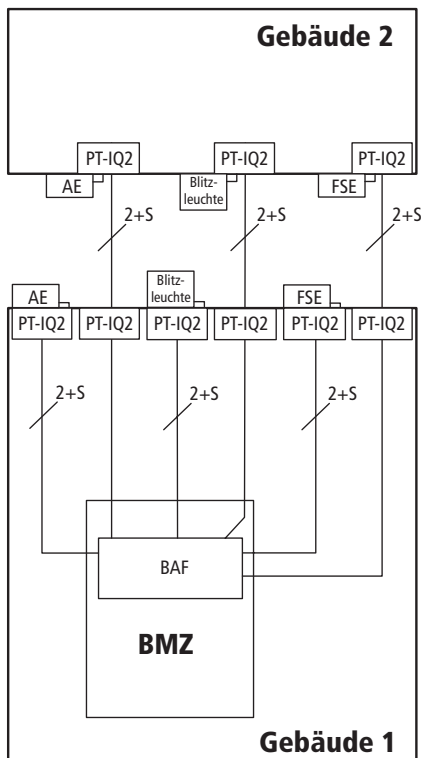 Gebäude 2
PT-IQ2 PT-IQ2 PT-IQ2
AE
Blitz-
leuchte
FSE
2+S 2+S 2+S
AE
Blitz-
leuchte
FSE
PT-IQ2 PT-IQ2 PT-IQ2 PT-IQ2 PT-IQ2 PT-IQ2
2+S 2+S 2+S
BAF
BMZ
Gebäude 1